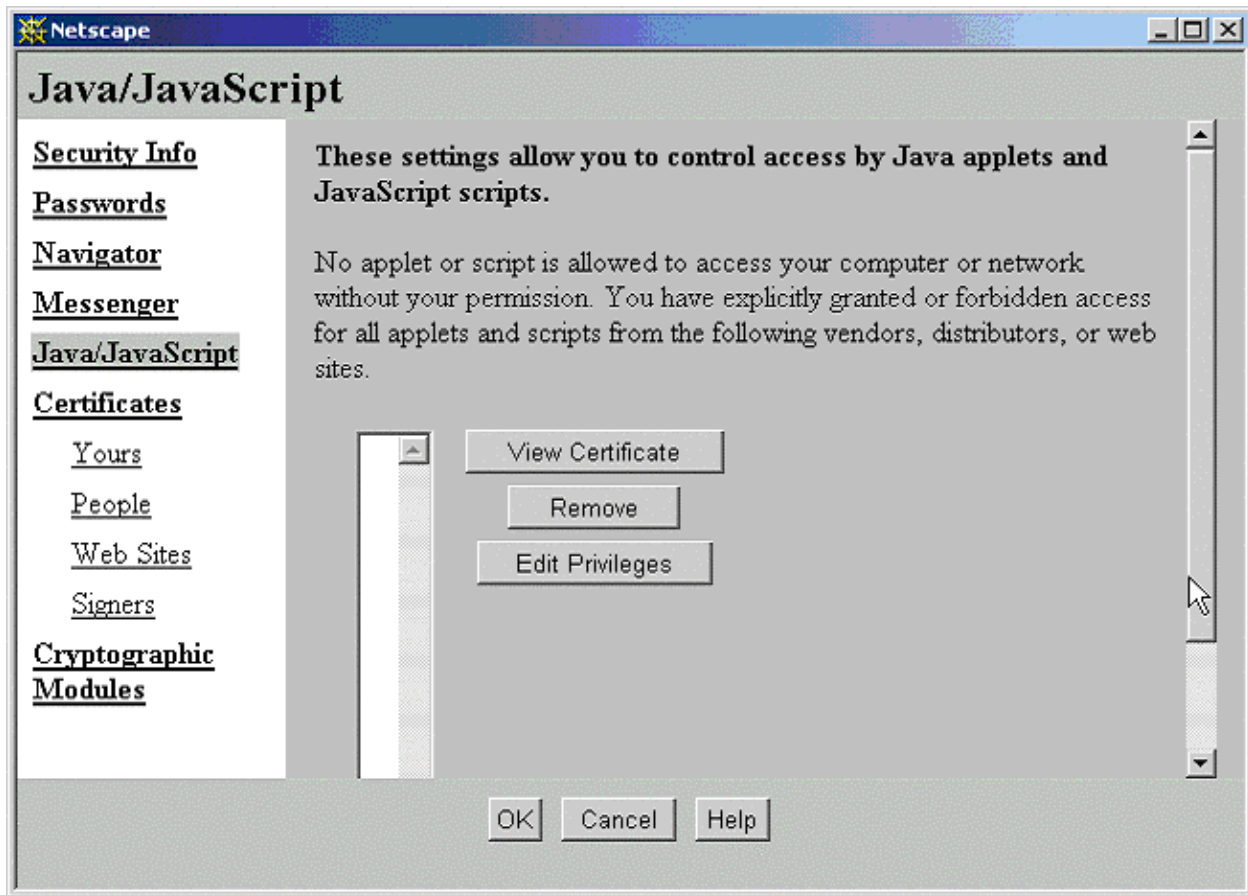 Netscape
Java/JavaScript
Security Info
Passwords
Navigator
Messenger
Java/JavaScript
Certificates
Yours
People
Web Sites
Signers
Cryptographic
Modules
These settings allow you to control access by Java applets and
JavaScript scripts.
No applet or script is allowed to access your computer or network
without your permission. You have explicitly granted or forbidden access
for all applets and scripts from the following vendors, distributors, or web
sites.
View Certificate
Remove
Edit Privileges
OK Cancel Help